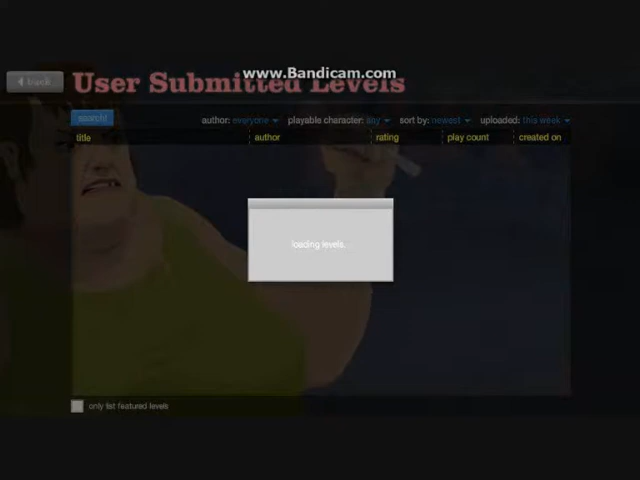 www.Bandicam.com
back
User Submitted Levels
search!
author: everyone playable character: any sort by: newest uploaded: this week
title author rating play count created on
loading levels..
only list featured levels